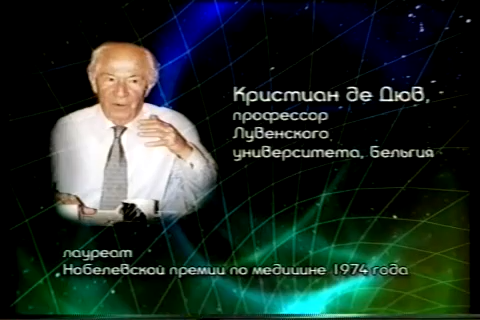 Кристиан де Дюв,
профессор
Лувенского
университета, Бельгия
лауреат
Нобелевской премии по медицине 1974 года